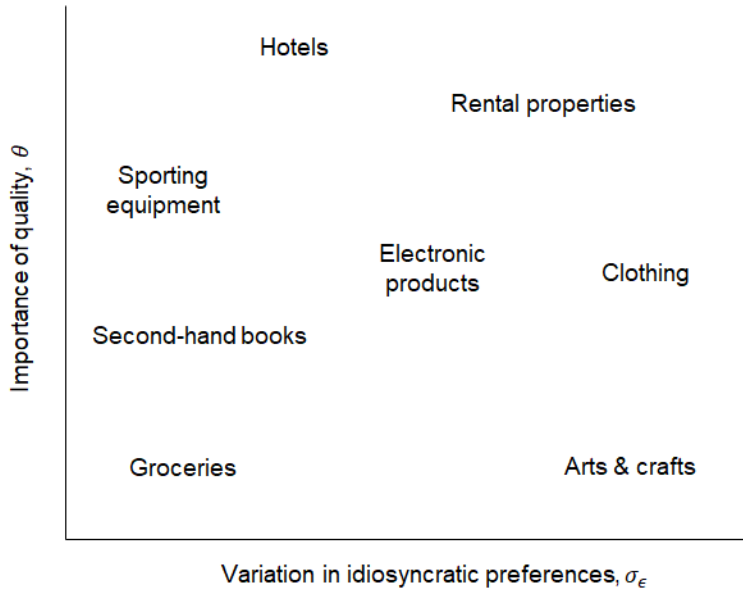 Hotels
Rental properties
Sporting
equipment
Electronic
products
Clothing
Second-hand books
Groceries
Arts & crafts
Importance of quality, θ
Variation in idiosyncratic preferences, σ_ϵ